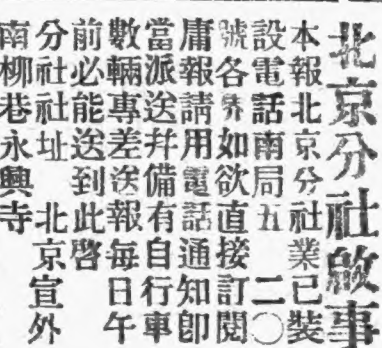 北京分社啟事
本報北京分社業已裝
設電話南局五 二〇
號各界如欲直接訂閱
庸報請用電話通知即
當派送幷備有自行車
數輛專差送報每日午
前必能送到此啓
分社社址 北京宣外
南柳巷永興寺